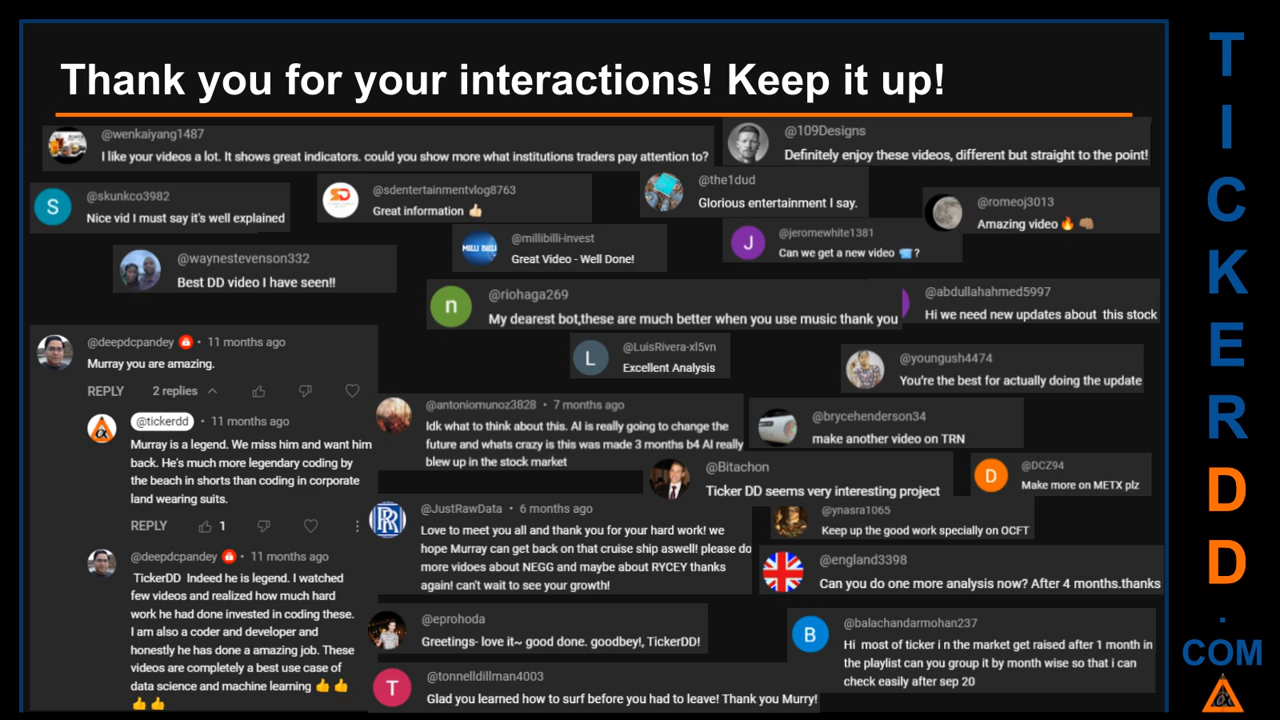 Thank you for your interactions! Keep it up!
@wenkaiyang1487
I like your videos a lot. It shows great indicators. could you show more what institutions traders pay attention to?
@109Designs
Definitely enjoy these videos, different but straight to the point!
S
@skunkco3982
Nice vid I must say it's well explained
@sdentertainmentvlog8763
Great information 👍🏻
@the1dud
Glorious entertainment I say.
@romeoj3013
Amazing video 🔥 👊🏽
@waynestevenson332
Best DD video I have seen!!
MILLI BILLI
@millibilli-invest
Great Video - Well Done!
J
@jeromewhite1381
Can we get a new video ?
n
@riohaga269
My dearest bot,these are much better when you use music thank you
@abdullahahmed5997
Hi we need new updates about this stock
L
@LuisRivera-xl5vn
Excellent Analysis
@youngush4474
You're the best for actually doing the update
@deepdcpandey • 11 months ago
Murray you are amazing.
REPLY 2 replies
@tickerdd • 11 months ago
Murray is a legend. We miss him and want him
back. He's much more legendary coding by
the beach in shorts than coding in corporate
land wearing suits.
REPLY 1
@deepdcpandey • 11 months ago
TickerDD Indeed he is legend. I watched
few videos and realized how much hard
work he had done invested in coding these.
I am also a coder and developer and
honestly he has done a amazing job. These
videos are completely a best use case of
data science and machine learning 👍 👍
👍 👍
@antoniomunoz3828 • 7 months ago
Idk what to think about this. AI is really going to change the
future and whats crazy is this was made 3 months b4 AI really
blew up in the stock market
@brycehenderson34
make another video on TRN
@Bitachon
Ticker DD seems very interesting project
D
@DCZ94
Make more on METX plz
@JustRawData • 6 months ago
Love to meet you all and thank you for your hard work! we
hope Murray can get back on that cruise ship aswell! please do
more vidoes about NEGG and maybe about RYCEY thanks
again! can't wait to see your growth!
@ynasra1065
Keep up the good work specially on OCFT
@england3398
Can you do one more analysis now? After 4 months.thanks
@eprohoda
Greetings- love it~ good done. goodbey!, TickerDD!
B
@balachandarmohan237
Hi most of ticker i n the market get raised after 1 month in
the playlist can you group it by month wise so that i can
check easily after sep 20
T
@tonnelldillman4003
Glad you learned how to surf before you had to leave! Thank you Murry!
T
I
C
K
E
R
D
D
.
COM